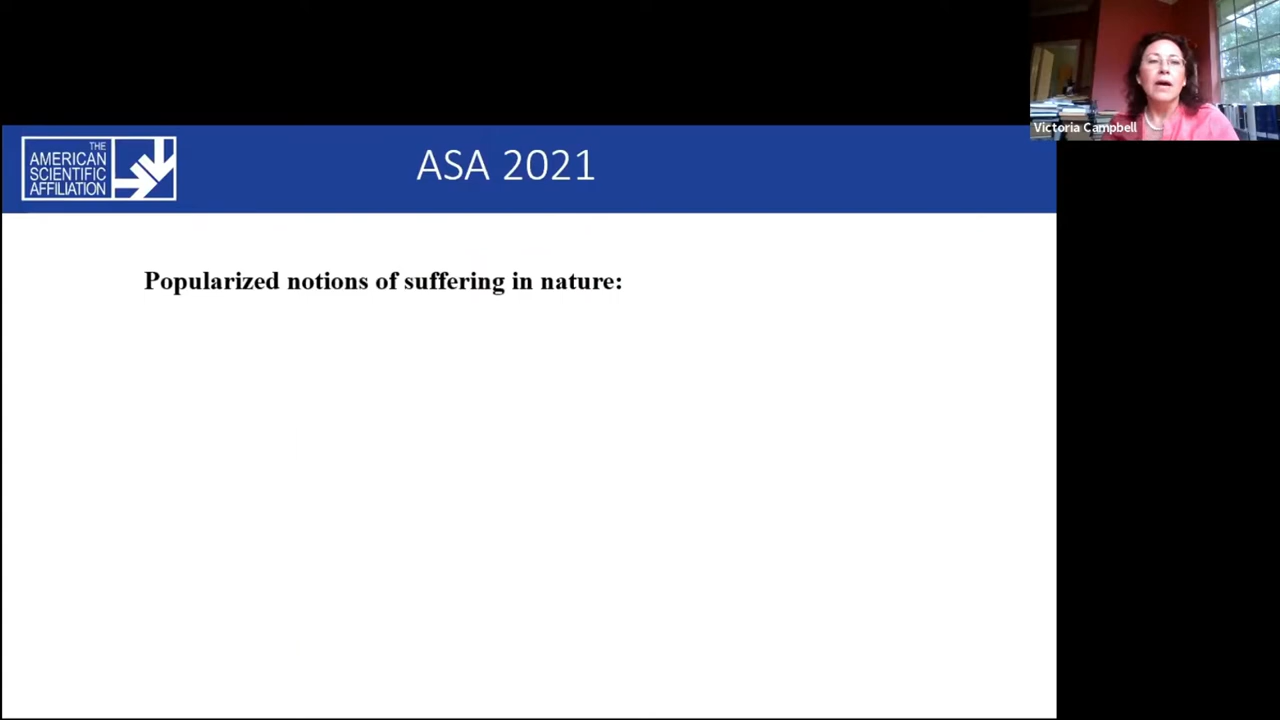 Victoria Campbell
THE
AMERICAN
SCIENTIFIC
AFFILIATION
ASA 2021
Popularized notions of suffering in nature: